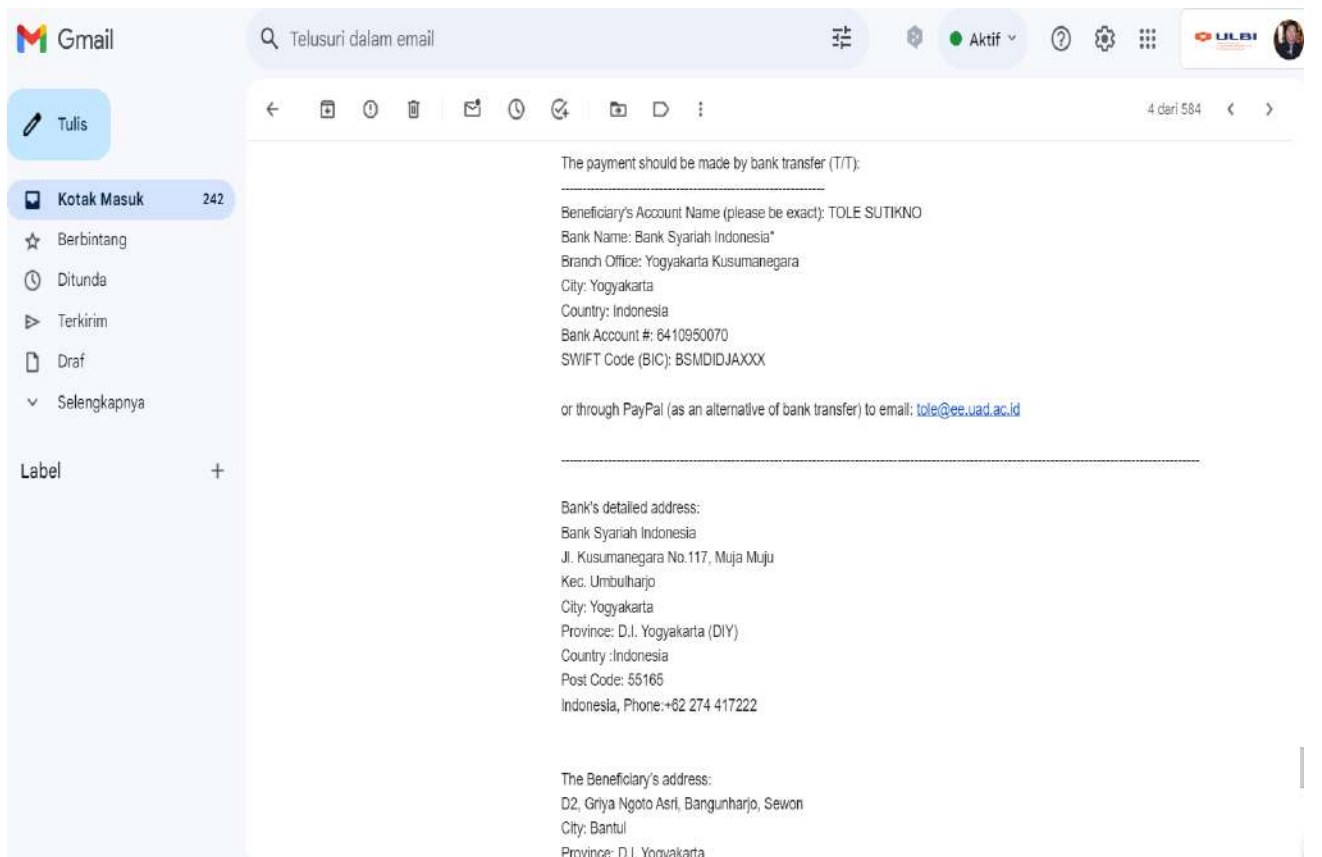 Gmail
Telusuri dalam email
Aktif
ULBI
Tulis
4 dari 584
Kotak Masuk 242
Berbintang
Ditunda
Terkirim
Draf
Selengkapnya
Label
The payment should be made by bank transfer (T/T):
----------------------------------------------------------------
Beneficiary's Account Name (please be exact): TOLE SUTIKNO
Bank Name: Bank Syariah Indonesia*
Branch Office: Yogyakarta Kusumanegara
City: Yogyakarta
Country: Indonesia
Bank Account #: 6410950070
SWIFT Code (BIC): BSMDIDJAXXX
or through PayPal (as an alternative of bank transfer) to email: tole@ee.uad.ac.id
----------------------------------------------------------------
Bank's detailed address:
Bank Syariah Indonesia
Jl. Kusumanegara No.117, Muja Muju
Kec. Umbulharjo
City: Yogyakarta
Province: D.I. Yogyakarta (DIY)
Country :Indonesia
Post Code: 55165
Indonesia, Phone:+62 274 417222
The Beneficiary's address:
D2, Griya Ngoto Asri, Bangunharjo, Sewon
City: Bantul
Province: D.I. Yogyakarta